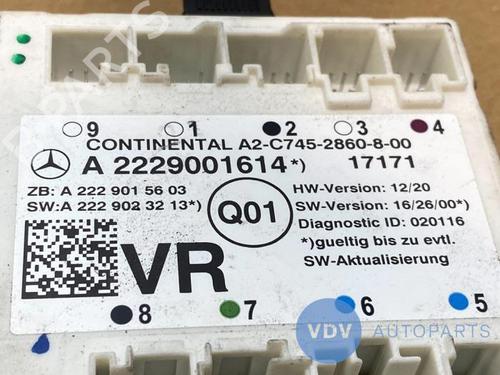 9 1 2 3 4
CONTINENTAL A2-C745-2860-8-00
A 2229001614*) 17171
ZB: A 222 901 56 03
SW:A 222 902 32 13*)
Q01
HW-Version: 12/20
SW-Version: 16/26/00*)
Diagnostic ID: 020116
*)gueltig bis zu evtl.
SW-Aktualisierung
VR
8 7 6 5
VDV AUTOPARTS
PARTS